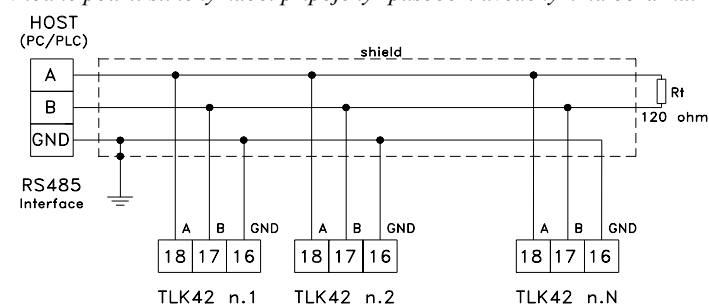 HOST
(PC/PLC)
shield
A
B
GND
Rt
120 ohm
RS485
Interface
A B GND
A B GND
A B GND
18 17 16
18 17 16
18 17 16
TLK42 n.1
TLK42 n.2
TLK42 n.N